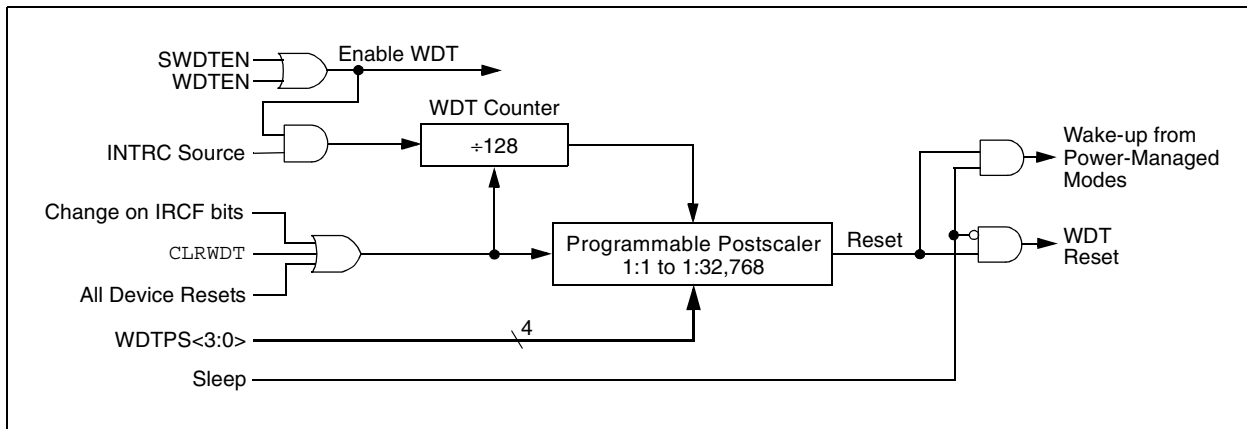 SWDTEN
WDTEN
Enable WDT
WDT Counter
÷128
INTRC Source
Wake-up from
Power-Managed
Modes
Change on IRCF bits
CLRWDT
All Device Resets
Programmable Postscaler
1:1 to 1:32,768
Reset
WDT
Reset
4
WDTPS<3:0>
Sleep